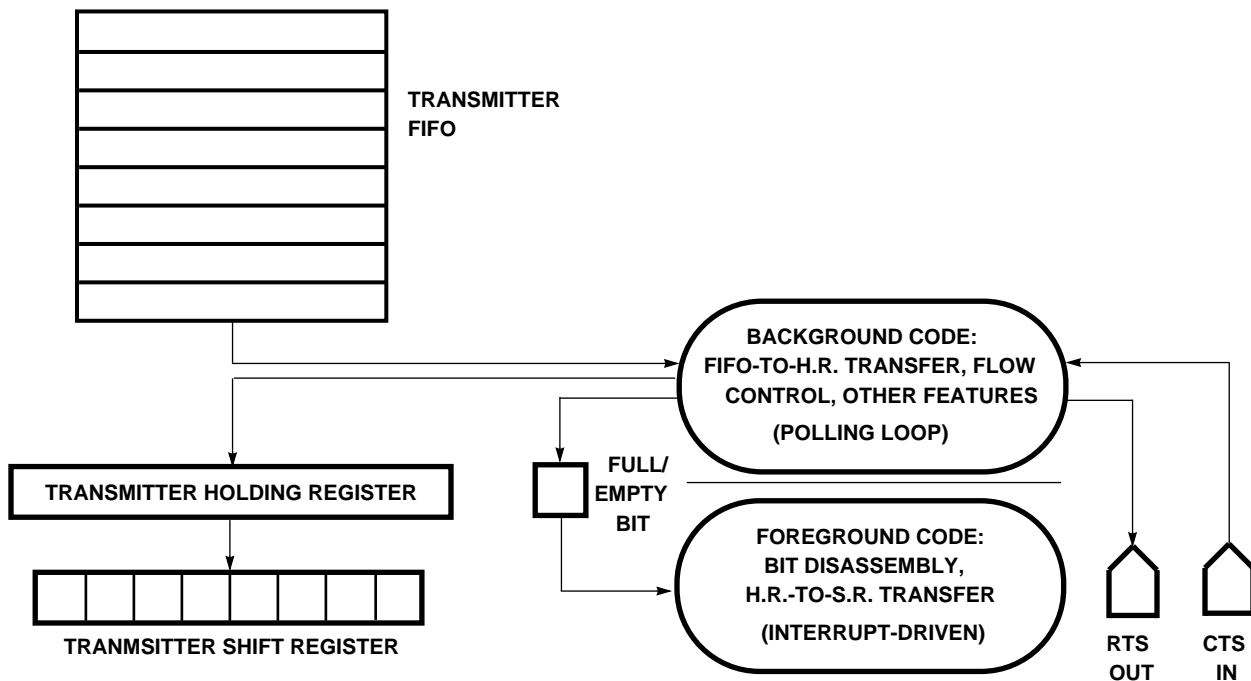 TRANSMITTER
FIFO
BACKGROUND CODE:
FIFO-TO-H.R. TRANSFER, FLOW
CONTROL, OTHER FEATURES
(POLLING LOOP)
TRANSMITTER HOLDING REGISTER
FULL/
EMPTY
BIT
FOREGROUND CODE:
BIT DISASSEMBLY,
H.R.-TO-S.R. TRANSFER
(INTERRUPT-DRIVEN)
TRANMSITTER SHIFT REGISTER
RTS
OUT
CTS
IN